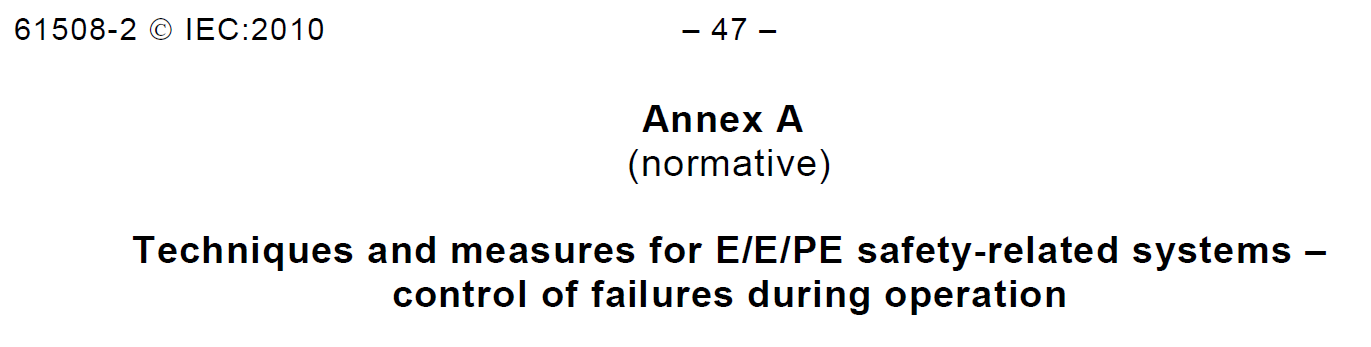 61508-2 © IEC:2010 – 47 –
Annex A
(normative)
Techniques and measures for E/E/PE safety-related systems –
control of failures during operation